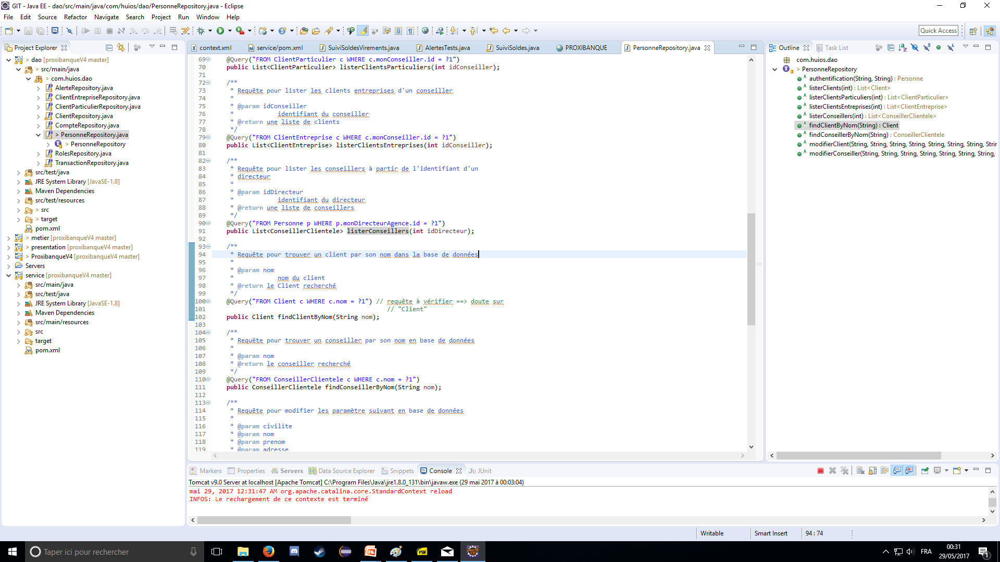 GIT - Java EE - dao/src/main/java/com/huios/dao/PersonneRepository.java - Eclipse
File Edit Source Refactor Navigate Search Project Run Window Help
Quick Access
Project Explorer
dao [proxibanqueV4 master]
> src/main/java
> com.huios.dao
AlerteRepository.java
ClientEntrepriseRepository.java
ClientParticulierRepository.java
ClientRepository.java
CompteRepository.java
> PersonneRepository.java
> PersonneRepository
RolesRepository.java
TransactionRepository.java
src/test/java
JRE System Library [JavaSE-1.8]
Maven Dependencies
src/test/resources
> src
> target
pom.xml
> metier [proxibanqueV4 master]
> presentation [proxibanqueV4 master]
> ProxibanqueV4 [proxibanqueV4 master]
Servers
service [proxibanqueV4 master]
src/main/java
src/test/java
JRE System Library [JavaSE-1.8]
Maven Dependencies
src/main/resources
src
target
pom.xml
context.xml service/pom.xml SuiviSoldesVirements.java AlertesTests.java SuiviSoldes.java PROXIBANQUE PersonneRepository.java
69 @Query("FROM ClientParticulier c WHERE c.monConseiller.id = ?1")
70 public List<ClientParticulier> listerClientsParticuliers(int idConseiller);
71
72 /**
73 * Requête pour lister les clients entreprises d'un conseiller
74 *
75 * @param idConseiller
76 * identifiant du conseiller
77 * @return une liste de clients
78 */
79 @Query("FROM ClientEntreprise c WHERE c.monConseiller.id = ?1")
80 public List<ClientEntreprise> listerClientsEntreprises(int idConseiller);
81
82 /**
83 * Requête pour lister les conseillers à partir de l'identifiant d'un
84 * directeur
85 *
86 * @param idDirecteur
87 * identifiant du directeur
88 * @return une liste de conseillers
89 */
90 @Query("FROM Personne p WHERE p.monDirecteurAgence.id = ?1")
91 public List<ConseillerClientele> listerConseillers(int idDirecteur);
92
93 /**
94 * Requête pour trouver un client par son nom dans la base de données
95 *
96 * @param nom
97 * nom du client
98 * @return le Client recherché
99 */
100 @Query("FROM Client c WHERE c.nom = ?1") // requête à vérifier ==> doute sur
101 // "Client"
102 public Client findClientByNom(String nom);
103
104 /**
105 * Requête pour trouver un conseiller par son nom en base de données
106 *
107 * @param nom
108 * @return le conseiller recherché
109 */
110 @Query("FROM ConseillerClientele c WHERE c.nom = ?1")
111 public ConseillerClientele findConseillerByNom(String nom);
112
113 /**
114 * Requête pour modifier les paramètre suivant en base de données
115 *
116 * @param civilite
117 * @param nom
118 * @param prenom
119 * @param adresse
Outline Task List
com.huios.dao
> PersonneRepository
authentification(String, String) : Personne
listerClients(int) : List<Client>
listerClientsParticuliers(int) : List<ClientParticulier>
listerClientsEntreprises(int) : List<ClientEntreprise>
listerConseillers(int) : List<ConseillerClientele>
findClientByNom(String) : Client
findConseillerByNom(String) : ConseillerClientele
modifierClient(String, String, String, String, String, String, String, Strin
modifierConseiller(String, String, String, String, String, String, String,
Markers Properties Servers Data Source Explorer Snippets Console JUnit
Tomcat v9.0 Server at localhost [Apache Tomcat] C:\Program Files\Java\jre1.8.0_131\bin\javaw.exe (29 mai 2017 à 00:03:04)
mai 29, 2017 12:31:47 AM org.apache.catalina.core.StandardContext reload
INFOS: Le rechargement de ce contexte est terminé
Writable Smart Insert 94 : 74
Taper ici pour rechercher
FRA
00:31
29/05/2017